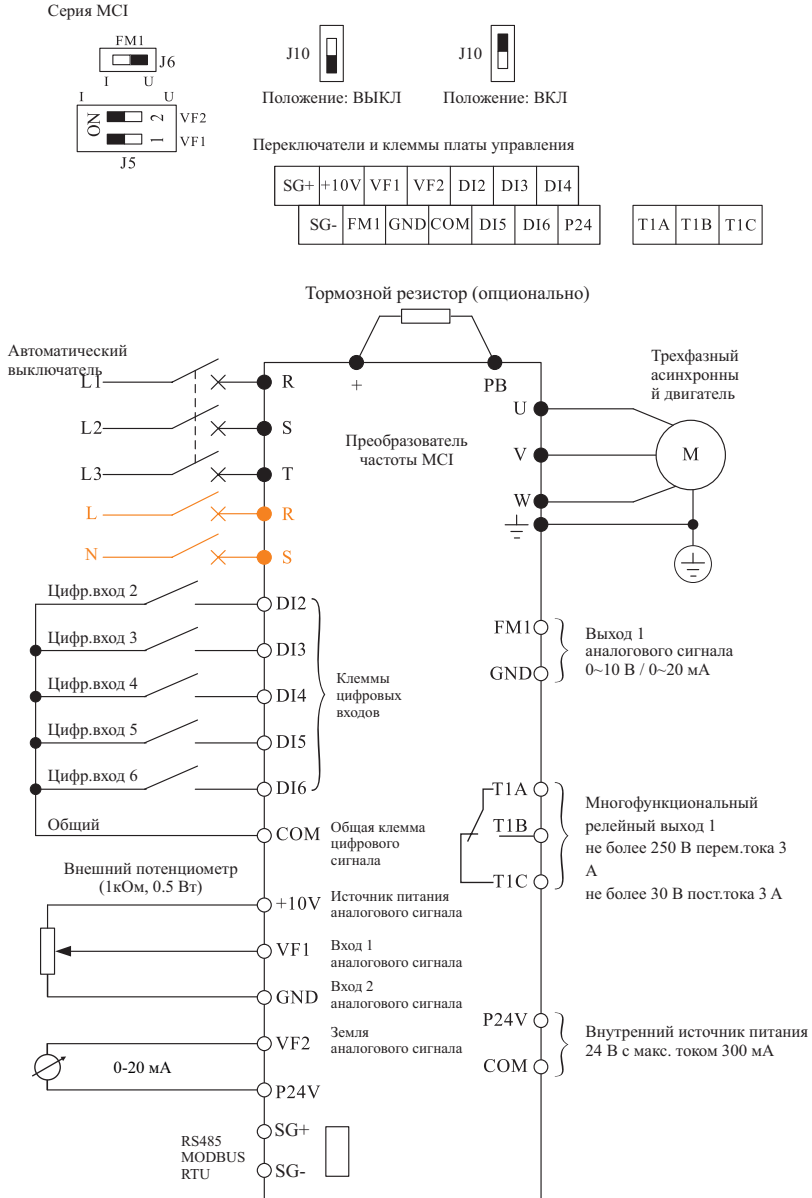 Серия MCI
FM1
J6
I U
I U
ON
2 VF2
1 VF1
J5
J10
Положение: ВЫКЛ
J10
Положение: ВКЛ
Переключатели и клеммы платы управления
SG+ +10V VF1 VF2 DI2 DI3 DI4
SG- FM1 GND COM DI5 DI6 P24
T1A T1B T1C
Тормозной резистор (опционально)
+
PB
Автоматический
выключатель
L1
R
L2
S
L3
T
L
R
N
S
Преобразователь
частоты MCI
U
V
W
Трехфазный
асинхронны
й двигатель
M
Цифр.вход 2
DI2
Цифр.вход 3
DI3
Цифр.вход 4
DI4
Цифр.вход 5
DI5
Цифр.вход 6
DI6
Клеммы
цифровых
входов
Общий
COM
Общая клемма
цифрового
сигнала
Внешний потенциометр
(1кОм, 0.5 Вт)
+10V
Источник питания
аналогового сигнала
VF1
Вход 1
аналогового сигнала
GND
Вход 2
аналогового сигнала
VF2
Земля
аналогового сигнала
0-20 мА
P24V
RS485
MODBUS
RTU
SG+
SG-
FM1
GND
Выход 1
аналогового сигнала
0~10 В / 0~20 мА
T1A
T1B
T1C
Многофункциональный
релейный выход 1
не более 250 В перем.тока 3
А
не более 30 В пост.тока 3 А
P24V
COM
Внутренний источник питания
24 В с макс. током 300 мА